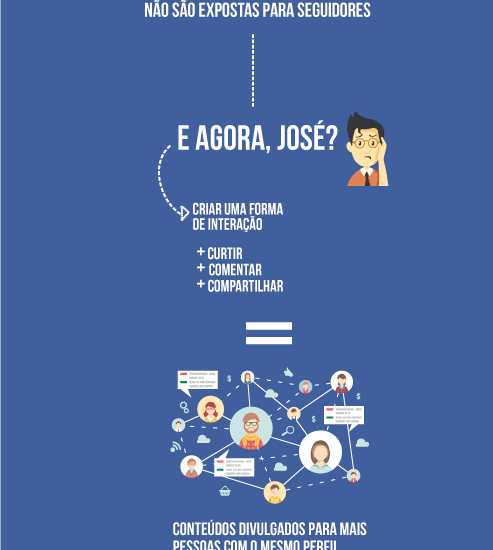 NÃO SÃO EXPOSTAS PARA SEGUIDORES
E AGORA, JOSÉ?
CRIAR UMA FORMA
DE INTERAÇÃO
+ CURTIR
+ COMENTAR
+ COMPARTILHAR
=
CONTEÚDOS DIVULGADOS PARA MAIS
PESSOAS COM O MESMO PERFIL